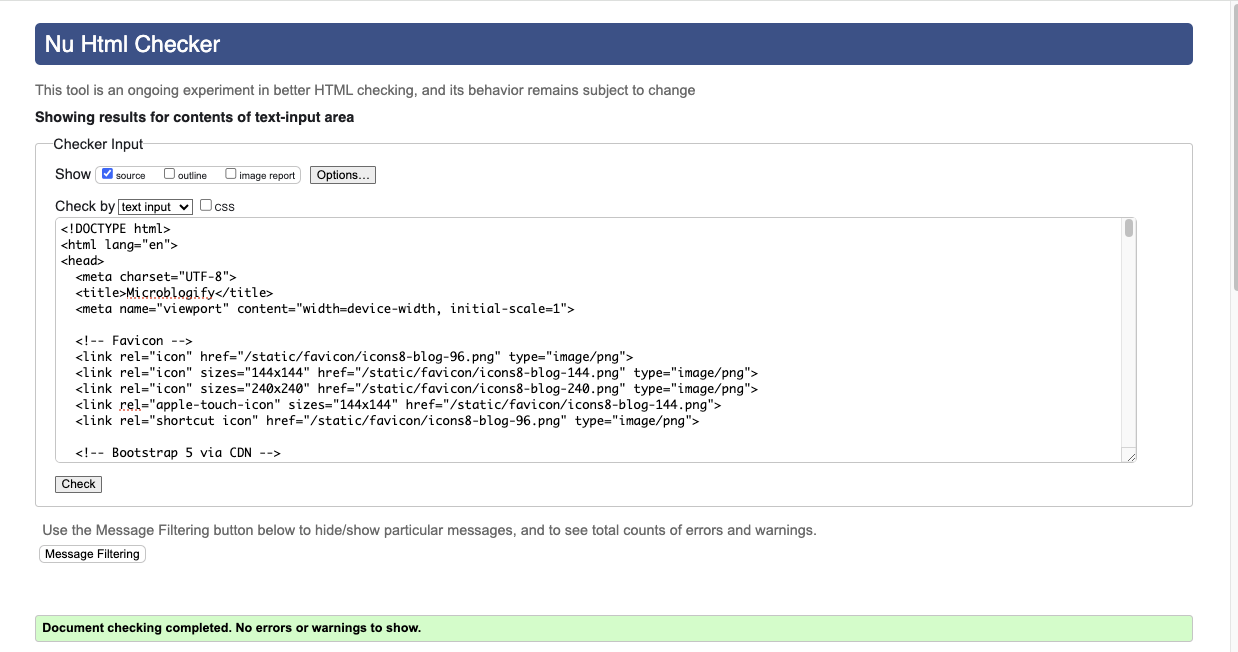 Nu Html Checker
This tool is an ongoing experiment in better HTML checking, and its behavior remains subject to change
Showing results for contents of text-input area
Checker Input
Show source outline image report Options...
Check by text input CSS
<!DOCTYPE html>
<html lang="en">
<head>
  <meta charset="UTF-8">
  <title>Microblogify</title>
  <meta name="viewport" content="width=device-width, initial-scale=1">

  <!-- Favicon -->
  <link rel="icon" href="/static/favicon/icons8-blog-96.png" type="image/png">
  <link rel="icon" sizes="144x144" href="/static/favicon/icons8-blog-144.png" type="image/png">
  <link rel="icon" sizes="240x240" href="/static/favicon/icons8-blog-240.png" type="image/png">
  <link rel="apple-touch-icon" sizes="144x144" href="/static/favicon/icons8-blog-144.png">
  <link rel="shortcut icon" href="/static/favicon/icons8-blog-96.png" type="image/png">

  <!-- Bootstrap 5 via CDN -->
Check
Use the Message Filtering button below to hide/show particular messages, and to see total counts of errors and warnings.
Message Filtering
Document checking completed. No errors or warnings to show.